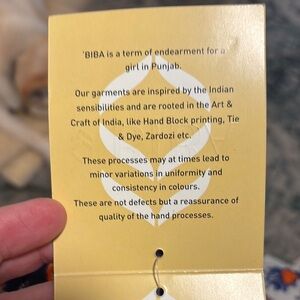 'BIBA is a term of endearment for a
girl in Punjab.
Our garments are inspired by the Indian
sensibilities and are rooted in the Art &
Craft of India, like Hand Block printing, Tie
& Dye, Zardozi etc.
These processes may at times lead to
minor variations in uniformity and
consistency in colours.
These are not defects but a reassurance of
quality of the hand processes.